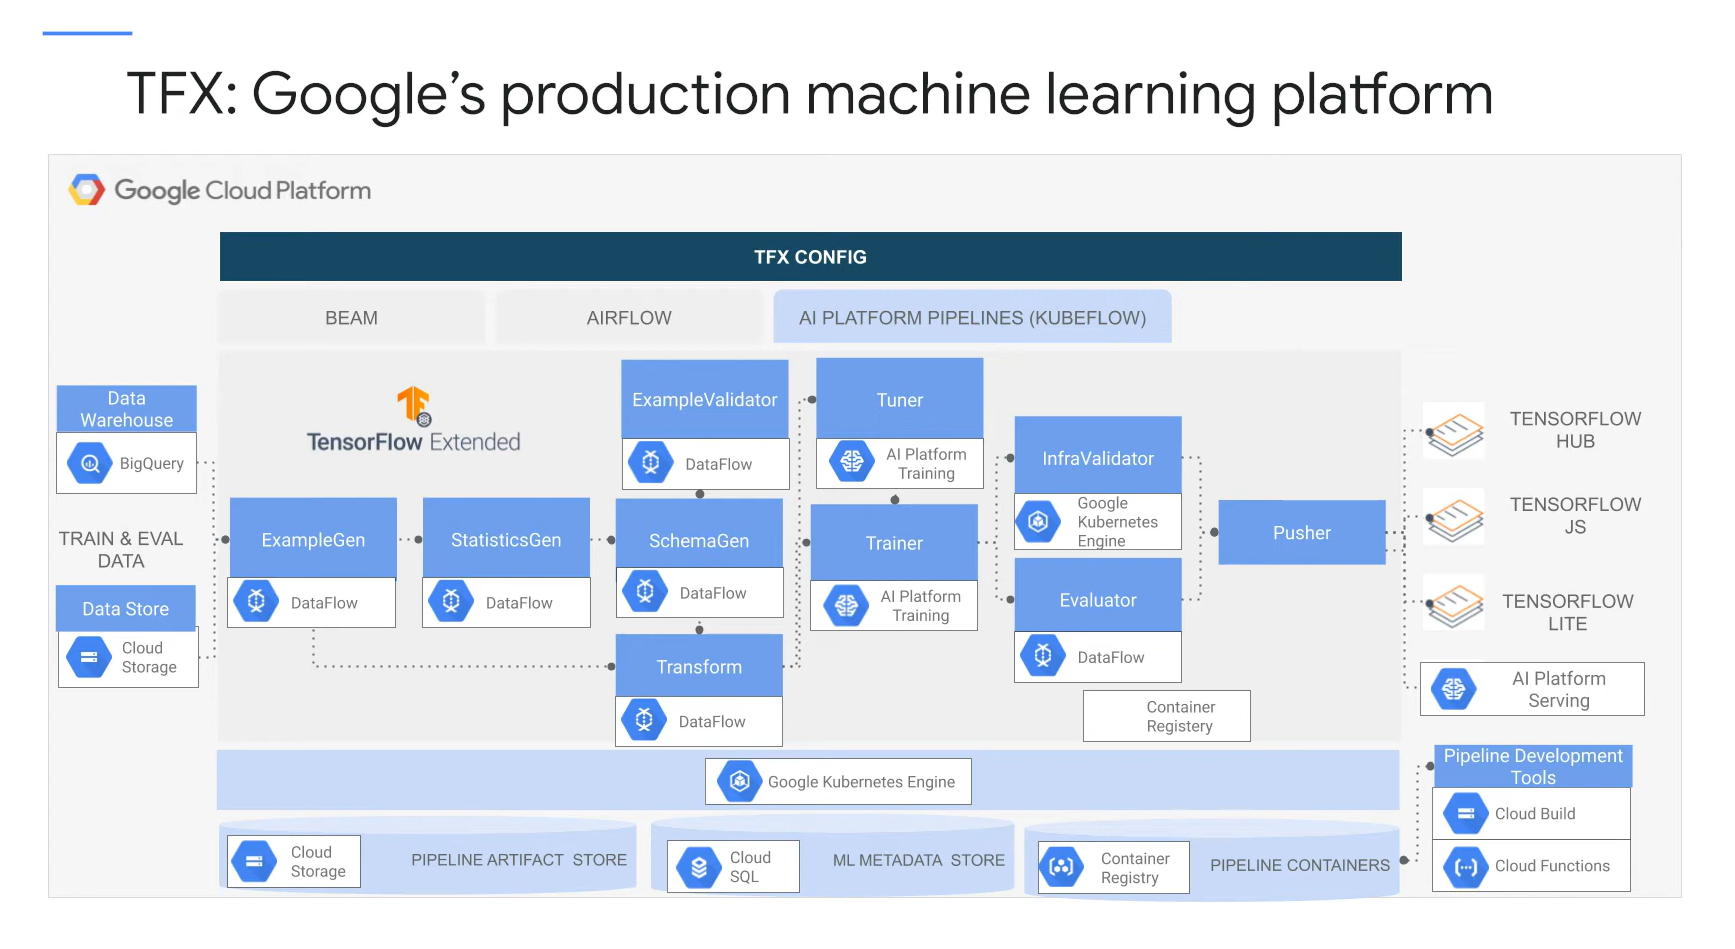 TFX: Google's production machine learning platform
Google Cloud Platform
TFX CONFIG
BEAM
AIRFLOW
AI PLATFORM PIPELINES (KUBEFLOW)
TensorFlow Extended
Data
Warehouse
BigQuery
TRAIN & EVAL
DATA
Data Store
Cloud
Storage
ExampleGen
DataFlow
StatisticsGen
DataFlow
ExampleValidator
DataFlow
SchemaGen
DataFlow
Transform
DataFlow
Tuner
AI Platform
Training
Trainer
AI Platform
Training
InfraValidator
Google
Kubernetes
Engine
Evaluator
DataFlow
Container
Registery
Pusher
TENSORFLOW
HUB
TENSORFLOW
JS
TENSORFLOW
LITE
AI Platform
Serving
Google Kubernetes Engine
Pipeline Development
Tools
Cloud Build
Cloud Functions
Cloud
Storage
PIPELINE ARTIFACT STORE
Cloud
SQL
ML METADATA STORE
Container
Registry
PIPELINE CONTAINERS